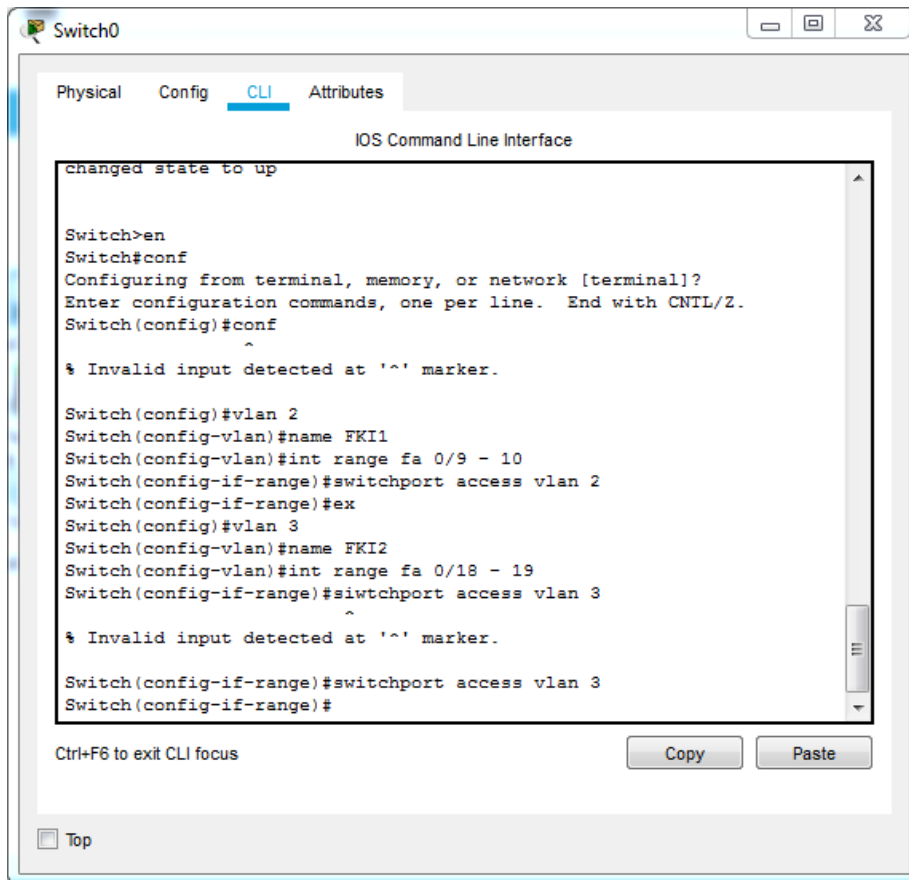 Switch0
Physical Config CLI Attributes
IOS Command Line Interface
changed state to up
Switch>en
Switch#conf
Configuring from terminal, memory, or network [terminal]?
Enter configuration commands, one per line.  End with CNTL/Z.
Switch(config)#conf
^
% Invalid input detected at '^' marker.
Switch(config)#vlan 2
Switch(config-vlan)#name FKI1
Switch(config-vlan)#int range fa 0/9 - 10
Switch(config-if-range)#switchport access vlan 2
Switch(config-if-range)#ex
Switch(config)#vlan 3
Switch(config-vlan)#name FKI2
Switch(config-vlan)#int range fa 0/18 - 19
Switch(config-if-range)#siwtchport access vlan 3
^
% Invalid input detected at '^' marker.
Switch(config-if-range)#switchport access vlan 3
Switch(config-if-range)#
Ctrl+F6 to exit CLI focus Copy Paste
Top